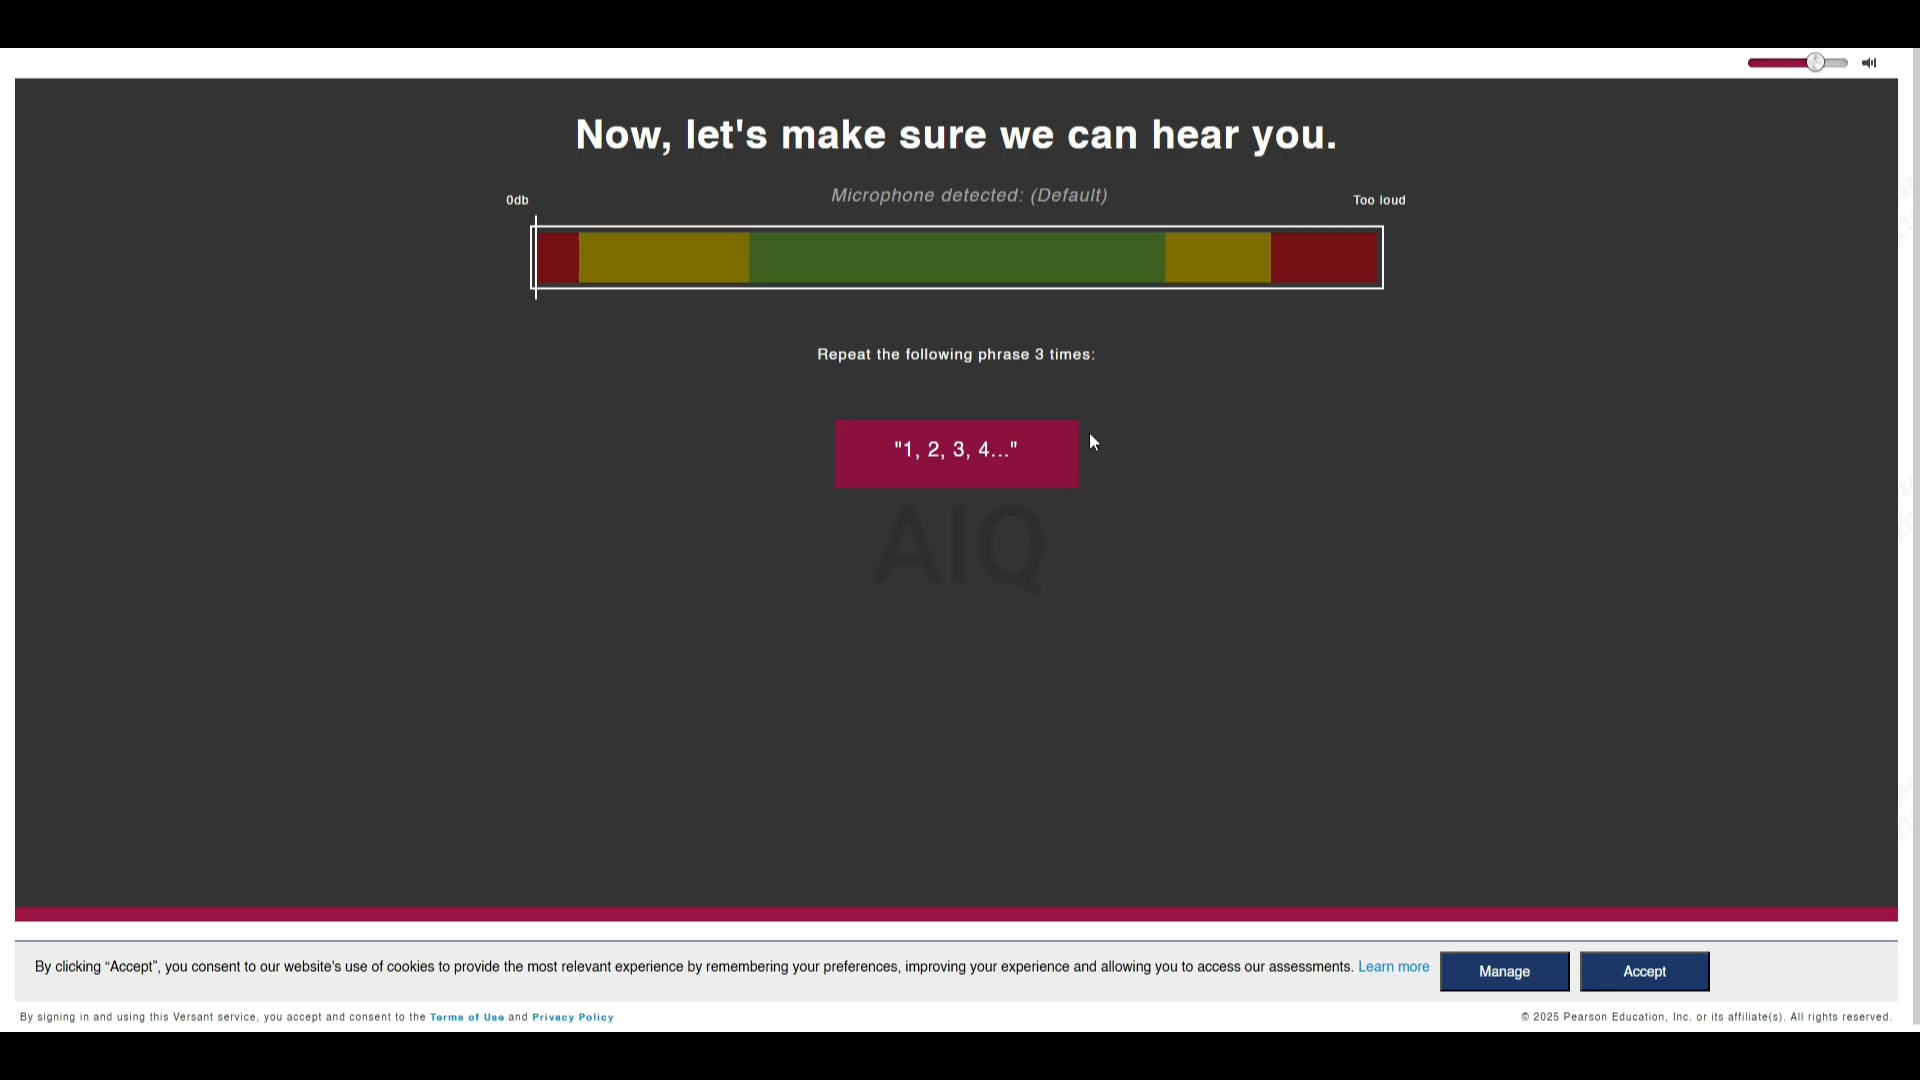 Now, let's make sure we can hear you.
Microphone detected: (Default)
0db
Too loud
Repeat the following phrase 3 times:
"1, 2, 3, 4..."
AIQ
By clicking “Accept”, you consent to our website's use of cookies to provide the most relevant experience by remembering your preferences, improving your experience and allowing you to access our assessments. Learn more
Manage
Accept
By signing in and using this Versant service, you accept and consent to the Terms of Use and Privacy Policy
© 2025 Pearson Education, Inc. or its affiliate(s). All rights reserved.